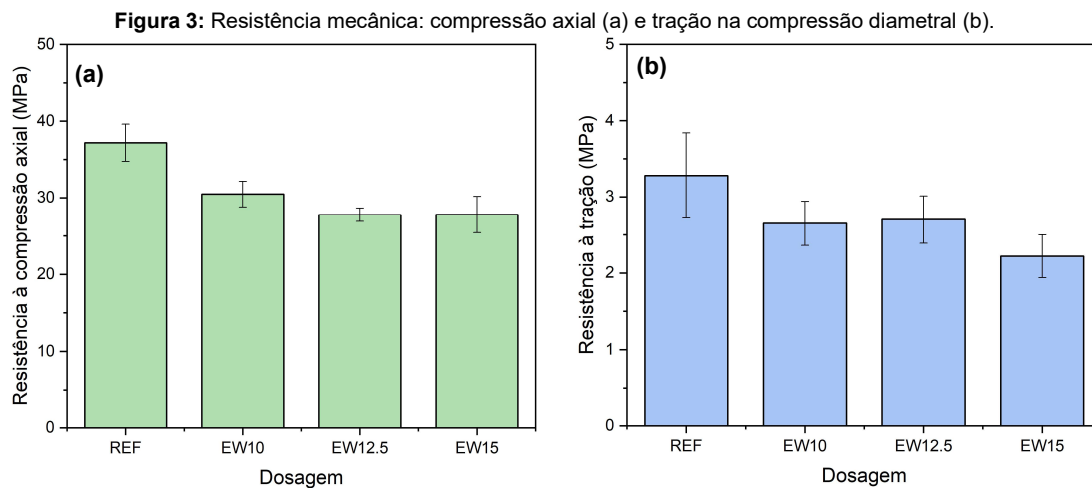 Figura 3: Resistência mecânica: compressão axial (a) e tração na compressão diametral (b).
(a)
Resistência à compressão axial (MPa)
50
40
30
20
10
0
REF EW10 EW12.5 EW15
Dosagem
(b)
Resistência à tração (MPa)
5
4
3
2
1
0
REF EW10 EW12.5 EW15
Dosagem